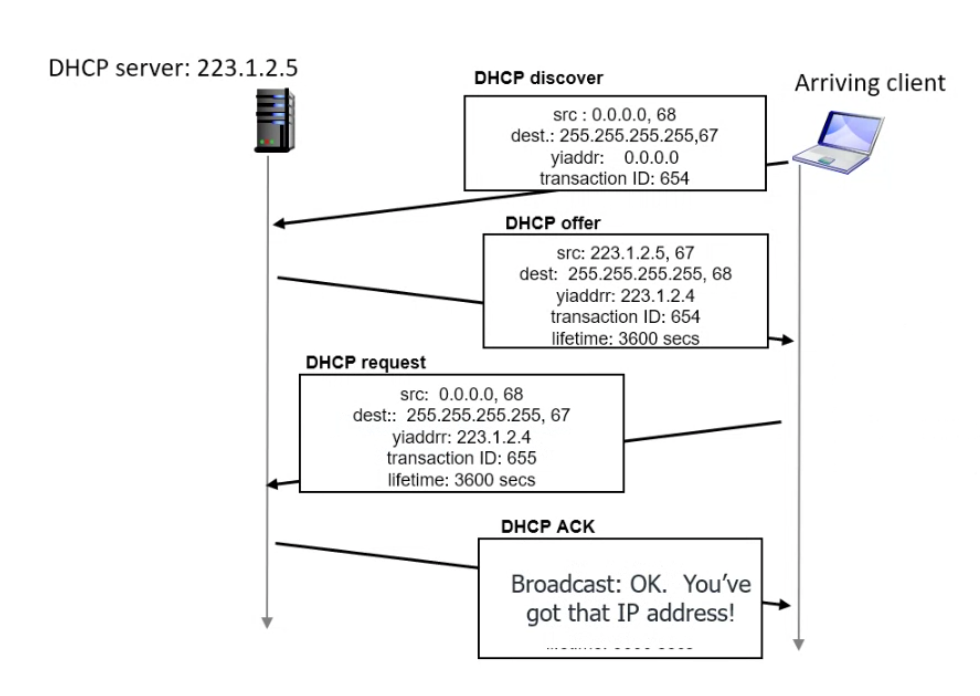 DHCP server: 223.1.2.5
DHCP discover
Arriving client
src : 0.0.0.0, 68
dest.: 255.255.255.255,67
yiaddr: 0.0.0.0
transaction ID: 654
DHCP offer
src: 223.1.2.5, 67
dest: 255.255.255.255, 68
yiaddrr: 223.1.2.4
transaction ID: 654
lifetime: 3600 secs
DHCP request
src: 0.0.0.0, 68
dest:: 255.255.255.255, 67
yiaddrr: 223.1.2.4
transaction ID: 655
lifetime: 3600 secs
DHCP ACK
Broadcast: OK. You've
got that IP address!